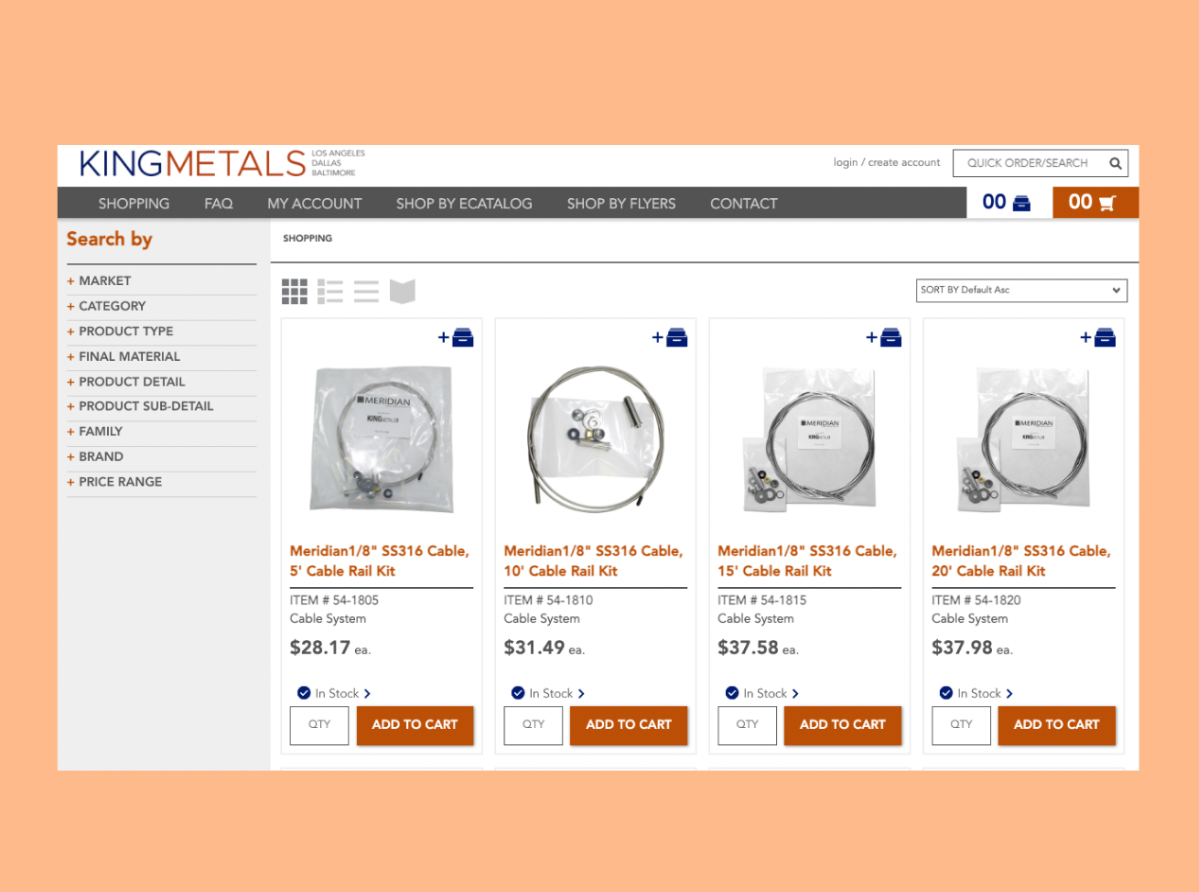 KINGMETALS
LOS ANGELES
DALLAS
BALTIMORE
login / create account
QUICK ORDER/SEARCH
SHOPPING FAQ MY ACCOUNT SHOP BY ECATALOG SHOP BY FLYERS CONTACT 00 00
Search by
+ MARKET
+ CATEGORY
+ PRODUCT TYPE
+ FINAL MATERIAL
+ PRODUCT DETAIL
+ PRODUCT SUB-DETAIL
+ FAMILY
+ BRAND
+ PRICE RANGE
SHOPPING
SORT BY Default Asc
+
MERIDIAN
KINGMETALS
Meridian1/8" SS316 Cable,
5' Cable Rail Kit
ITEM # 54-1805
Cable System
$28.17 ea.
In Stock >
QTY ADD TO CART
+
Meridian1/8" SS316 Cable,
10' Cable Rail Kit
ITEM # 54-1810
Cable System
$31.49 ea.
In Stock >
QTY ADD TO CART
+
MERIDIAN
Meridian1/8" SS316 Cable,
15' Cable Rail Kit
ITEM # 54-1815
Cable System
$37.58 ea.
In Stock >
QTY ADD TO CART
+
MERIDIAN
Meridian1/8" SS316 Cable,
20' Cable Rail Kit
ITEM # 54-1820
Cable System
$37.98 ea.
In Stock >
QTY ADD TO CART